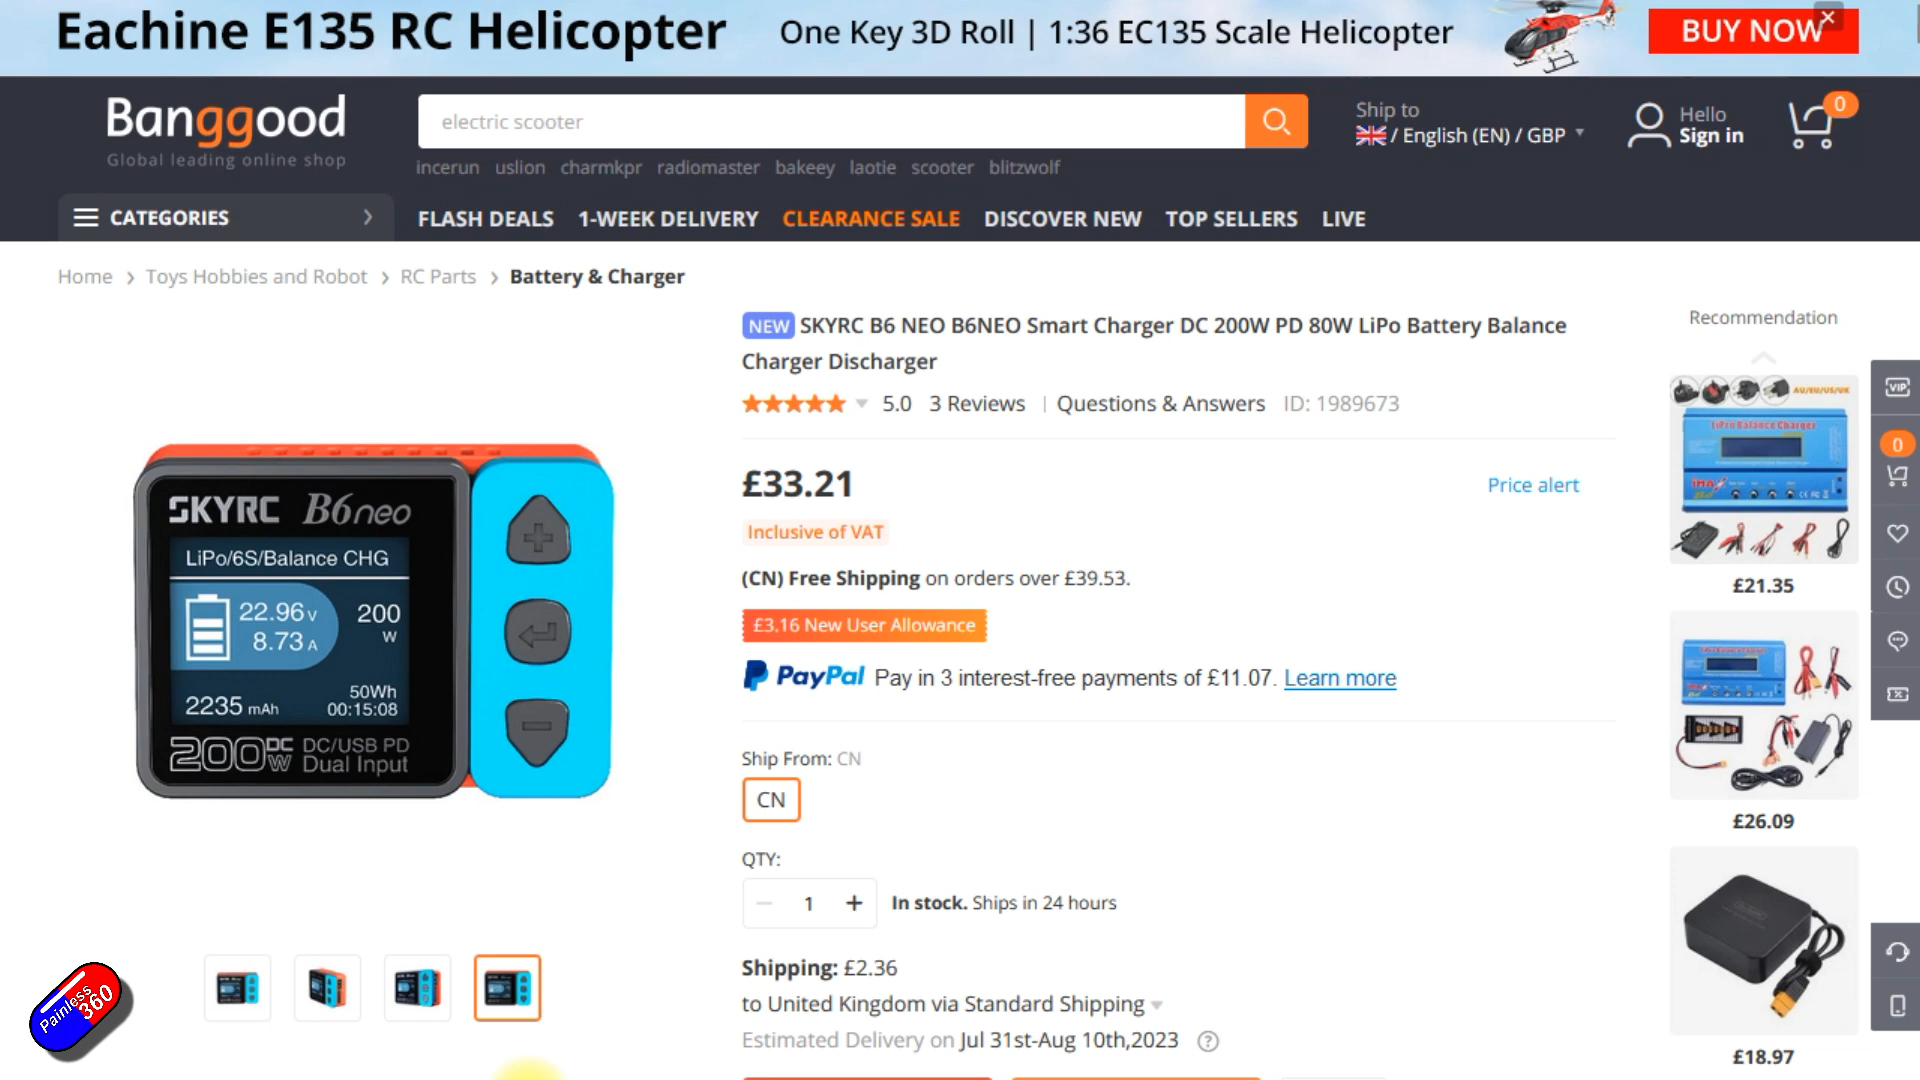 Eachine E135 RC Helicopter
One Key 3D Roll | 1:36 EC135 Scale Helicopter
BUY NOW
Banggood
Global leading online shop
electric scooter
incerun uslion charmkpr radiomaster bakeey laotie scooter blitzwolf
Ship to
/ English (EN) / GBP
Hello
Sign in
0
CATEGORIES
FLASH DEALS 1-WEEK DELIVERY CLEARANCE SALE DISCOVER NEW TOP SELLERS LIVE
Home > Toys Hobbies and Robot > RC Parts > Battery & Charger
NEW SKYRC B6 NEO B6NEO Smart Charger DC 200W PD 80W LiPo Battery Balance
Charger Discharger
5.0 3 Reviews | Questions & Answers ID: 1989673
£33.21
Price alert
Inclusive of VAT
(CN) Free Shipping on orders over £39.53.
£3.16 New User Allowance
PayPal Pay in 3 interest-free payments of £11.07. Learn more
Ship From: CN
CN
QTY:
1
In stock. Ships in 24 hours
Shipping: £2.36
to United Kingdom via Standard Shipping
Estimated Delivery on Jul 31st-Aug 10th,2023
SKYRC B6neo
LiPo/6S/Balance CHG
22.96 V
8.73 A
200
W
2235 mAh
50Wh
00:15:08
200W DC
DC/USB PD
Dual Input
Painless
360
Recommendation
AU/EU/US/UK
LiPro Balance Charger
£21.35
£26.09
£18.97
VIP
0